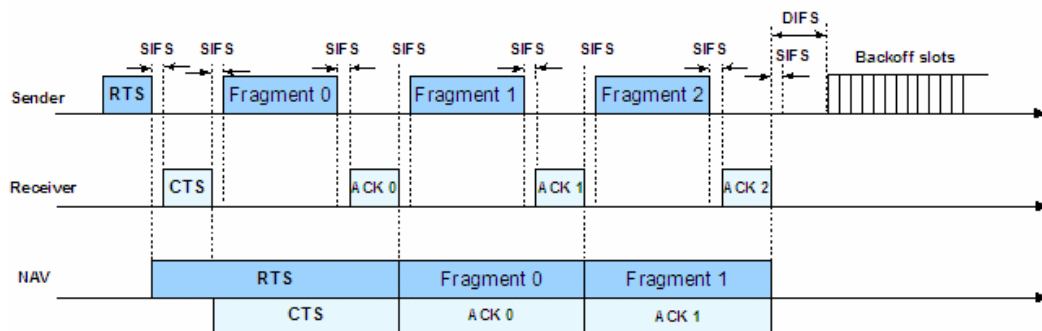 DIFS
SIFS SIFS SIFS SIFS SIFS SIFS SIFS
SIFS
Backoff slots
Sender RTS Fragment 0 Fragment 1 Fragment 2
Receiver CTS ACK 0 ACK 1 ACK 2
NAV RTS Fragment 0 Fragment 1
CTS ACK 0 ACK 1